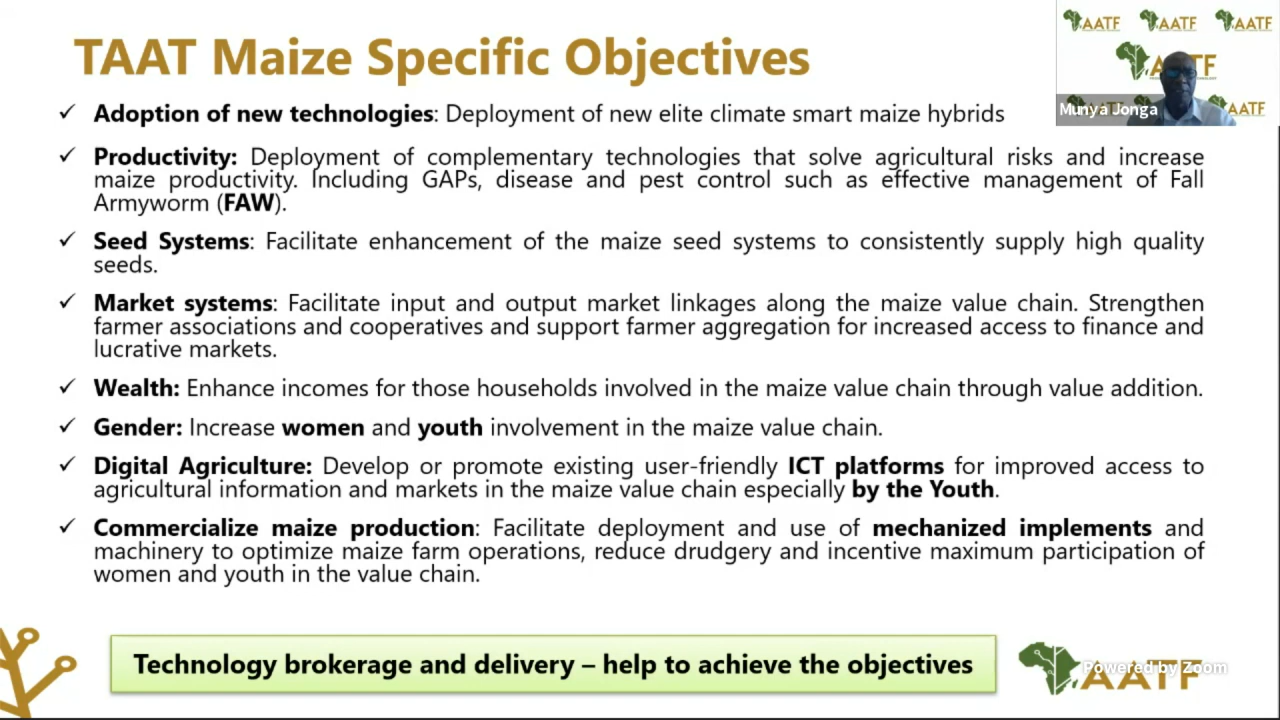 TAAT Maize Specific Objectives
AATF AATF AATF
Munya Jonga
AATF
✓ Adoption of new technologies: Deployment of new elite climate smart maize hybrids
✓ Productivity: Deployment of complementary technologies that solve agricultural risks and increase
maize productivity. Including GAPs, disease and pest control such as effective management of Fall
Armyworm (FAW).
✓ Seed Systems: Facilitate enhancement of the maize seed systems to consistently supply high quality
seeds.
✓ Market systems: Facilitate input and output market linkages along the maize value chain. Strengthen
farmer associations and cooperatives and support farmer aggregation for increased access to finance and
lucrative markets.
✓ Wealth: Enhance incomes for those households involved in the maize value chain through value addition.
✓ Gender: Increase women and youth involvement in the maize value chain.
✓ Digital Agriculture: Develop or promote existing user-friendly ICT platforms for improved access to
agricultural information and markets in the maize value chain especially by the Youth.
✓ Commercialize maize production: Facilitate deployment and use of mechanized implements and
machinery to optimize maize farm operations, reduce drudgery and incentive maximum participation of
women and youth in the value chain.
Technology brokerage and delivery – help to achieve the objectives
Powered by Zoom
AATF